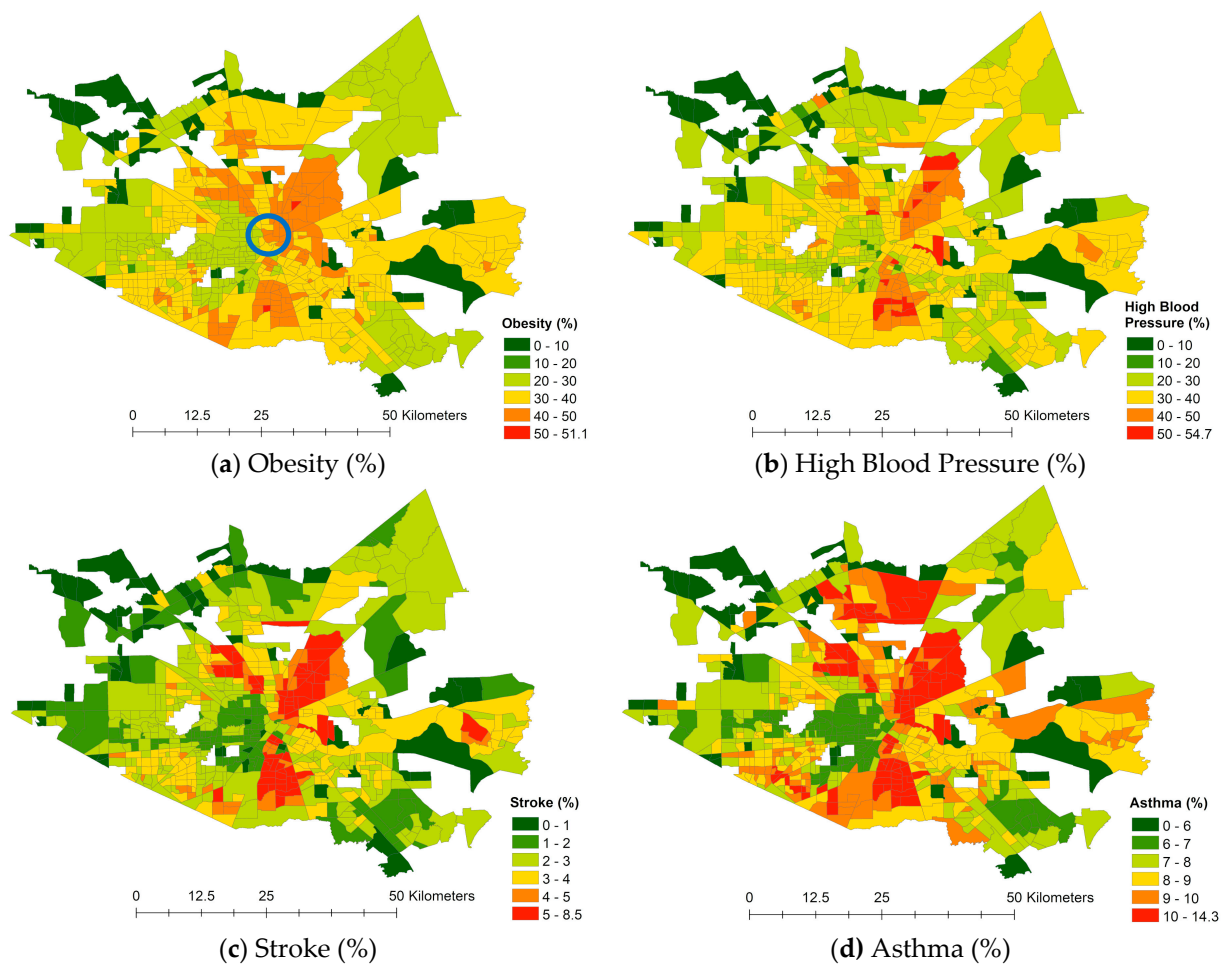 Obesity (%)
0 - 10
10 - 20
20 - 30
30 - 40
40 - 50
50 - 51.1
0 12.5 25 50 Kilometers
(a) Obesity (%)
High Blood
Pressure (%)
0 - 10
10 - 20
20 - 30
30 - 40
40 - 50
50 - 54.7
0 12.5 25 50 Kilometers
(b) High Blood Pressure (%)
Stroke (%)
0 - 1
1 - 2
2 - 3
3 - 4
4 - 5
5 - 8.5
0 12.5 25 50 Kilometers
(c) Stroke (%)
Asthma (%)
0 - 6
6 - 7
7 - 8
8 - 9
9 - 10
10 - 14.3
0 12.5 25 50 Kilometers
(d) Asthma (%)